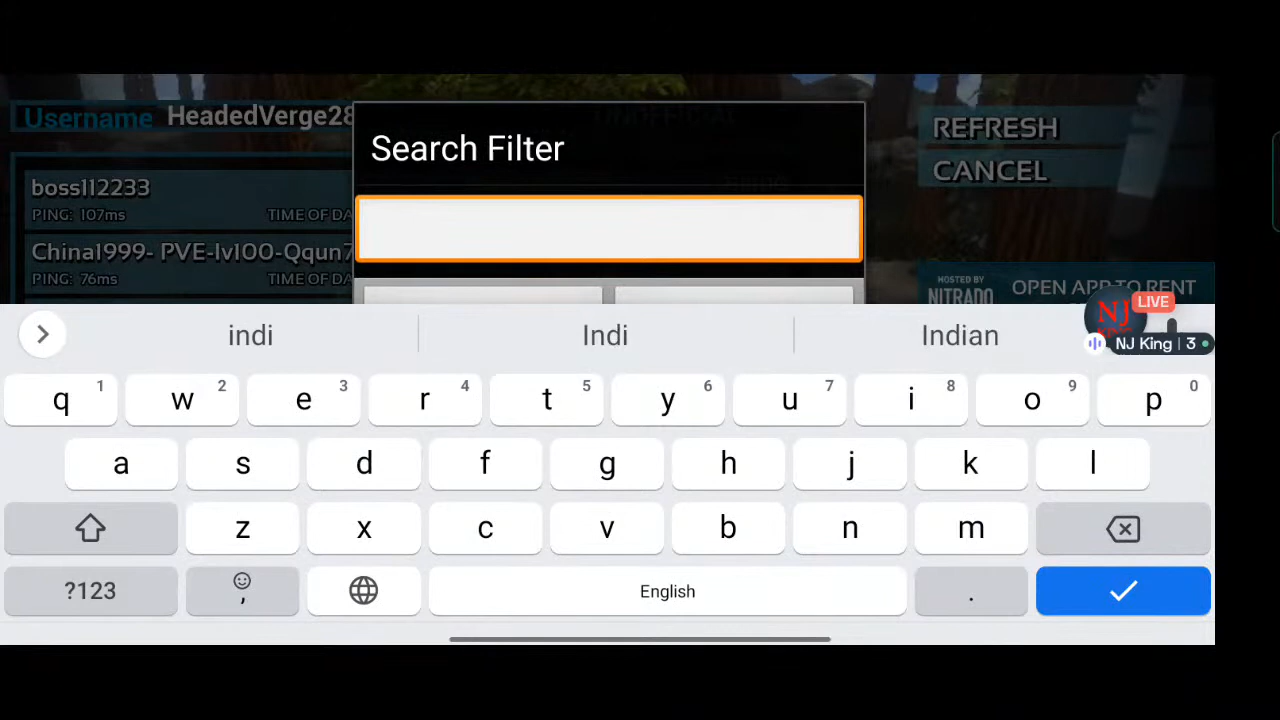 UNOFFICIAL
Username HeadedVerge28
REFRESH
Search Filter
CANCEL
boss112233
PING: 107ms TIME OF DA
China1999- PVE-lv100-Qqun7
PING: 76ms TIME OF DA
HOSTED BY
NITRADO
OPEN APP TO RENT
LIVE
NJ
NJ King | 3
indi Indi Indian
q 1 w 2 e 3 r 4 t 5 y 6 u 7 i 8 o 9 p 0
a s d f g h j k l
z x c v b n m
?123 , English .